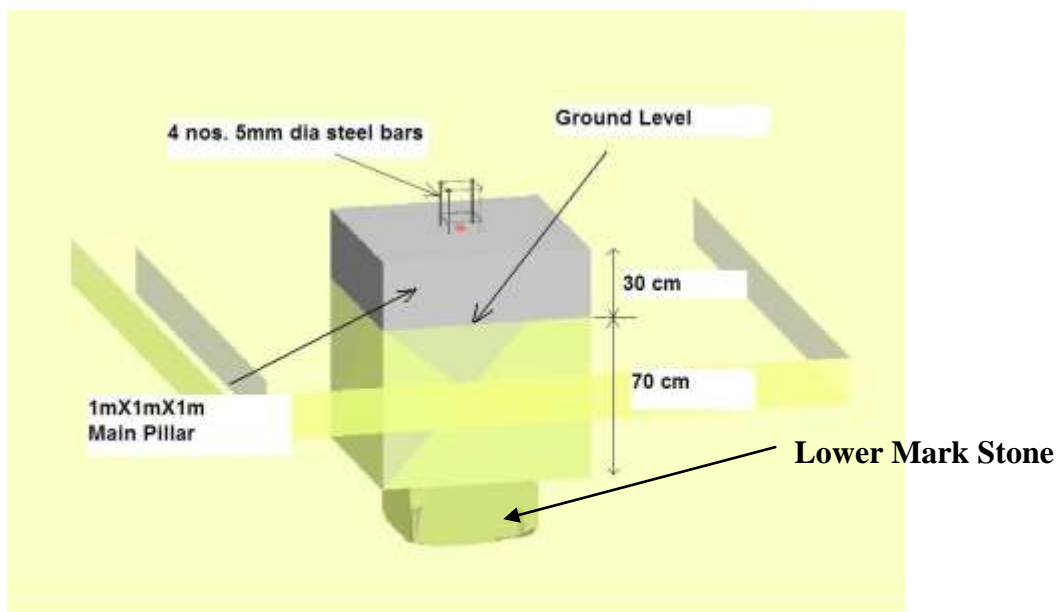 4 nos. 5mm dia steel bars
Ground Level
30 cm
70 cm
1mX1mX1m
Main Pillar
Lower Mark Stone